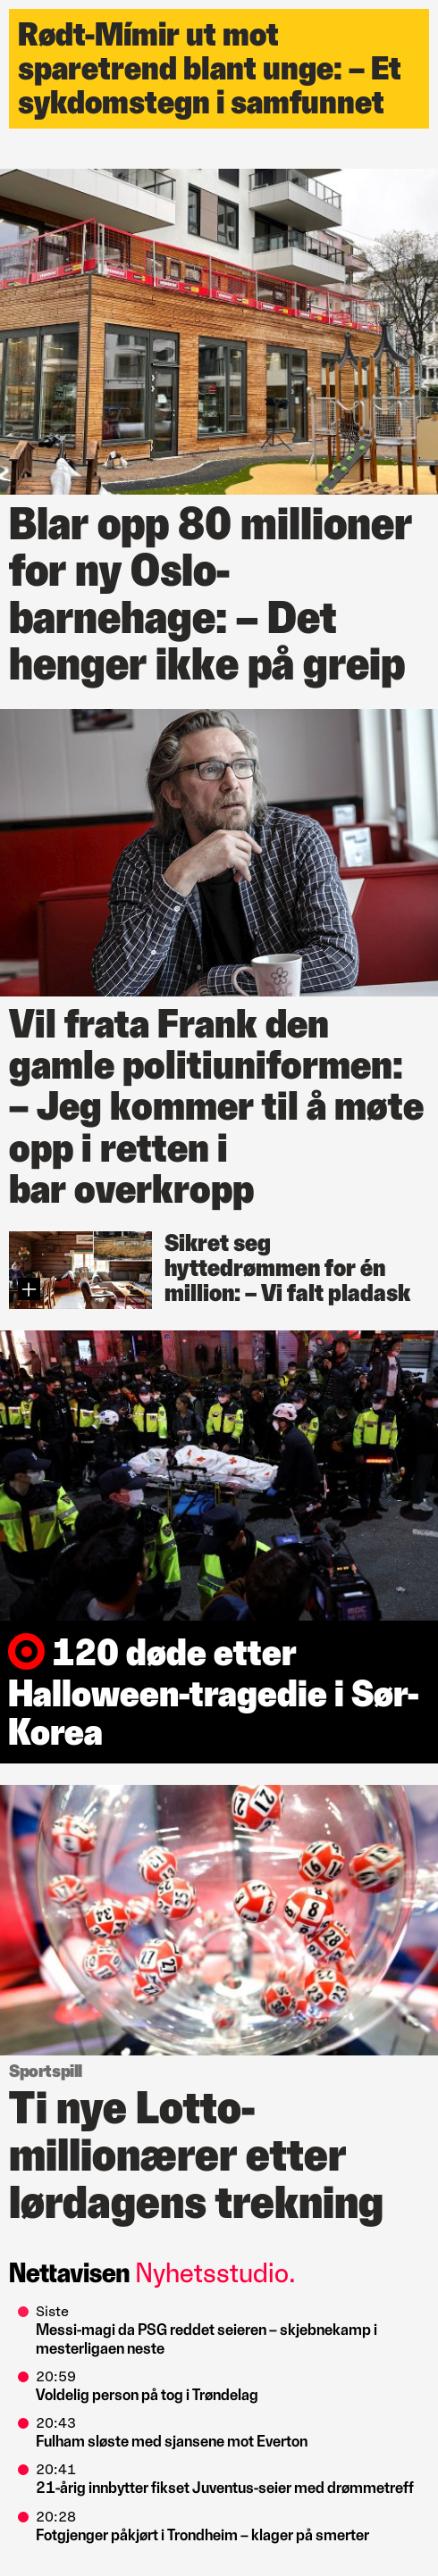 Rødt-Mímir ut mot
sparetrend blant unge: – Et
sykdomstegn i samfunnet
Blar opp 80 millioner
for ny Oslo-
barnehage: – Det
henger ikke på greip
Vil frata Frank den
gamle politiuniformen:
– Jeg kommer til å møte
opp i retten i
bar overkropp
Sikret seg
hyttedrømmen for én
million: – Vi falt pladask
120 døde etter
Halloween-tragedie i Sør-
Korea
Sportspill
Ti nye Lotto-
millionærer etter
lørdagens trekning
Nettavisen Nyhetsstudio.
Siste
Messi-magi da PSG reddet seieren – skjebnekamp i
mesterligaen neste
20:59
Voldelig person på tog i Trøndelag
20:43
Fulham sløste med sjansene mot Everton
20:41
21-årig innbytter fikset Juventus-seier med drømmetreff
20:28
Fotgjenger påkjørt i Trondheim – klager på smerter